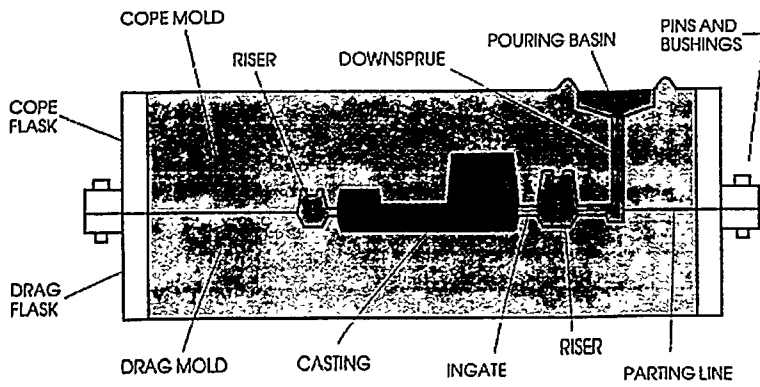 COPE MOLD
RISER
DOWNSPRUE
POURING BASIN
PINS AND
BUSHINGS
COPE
FLASK
DRAG
FLASK
DRAG MOLD
CASTING
INGATE
RISER
PARTING LINE